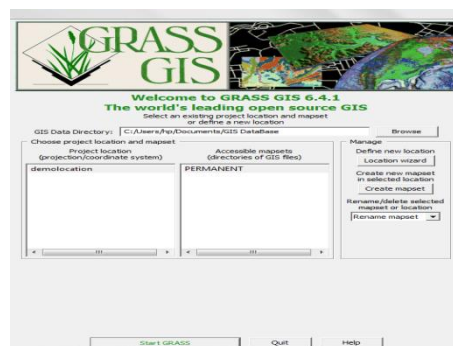 GRASS
GIS
Welcome to GRASS GIS 6.4.1
The world's leading open source GIS
Select an existing project location and mapset
or define a new location
GIS Data Directory: C:/Users/hp/Documents/GIS DataBase Browse
Choose project location and mapset
Project location
(projection/coordinate system)
demolocation
Accessible mapsets
(directories of GIS files)
PERMANENT
Manage
Define new location
Location wizard
Create new mapset
in selected location
Create mapset
Rename/delete selected
mapset or location
Rename mapset
Start GRASS Quit Help